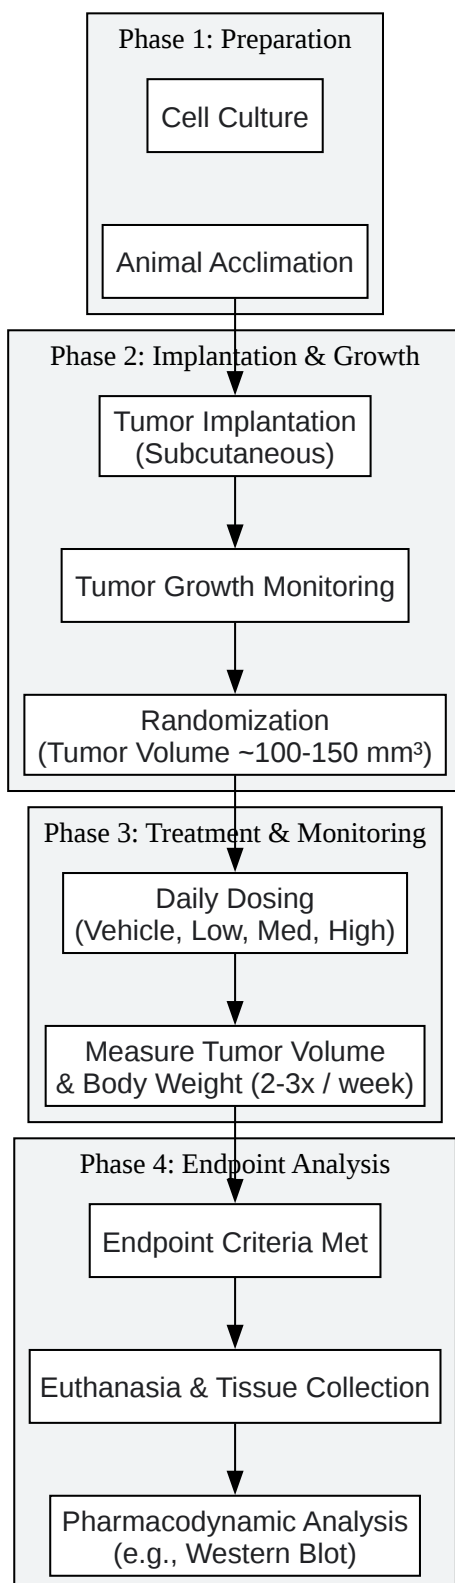 Phase 1: Preparation
Cell Culture
Animal Acclimation
Phase 2: Implantation & Growth
Tumor Implantation
(Subcutaneous)
Tumor Growth Monitoring
Randomization
(Tumor Volume ~100-150 mm³)
Phase 3: Treatment & Monitoring
Daily Dosing
(Vehicle, Low, Med, High)
Measure Tumor Volume
& Body Weight (2-3x / week)
Phase 4: Endpoint Analysis
Endpoint Criteria Met
Euthanasia & Tissue Collection
Pharmacodynamic Analysis
(e.g., Western Blot)